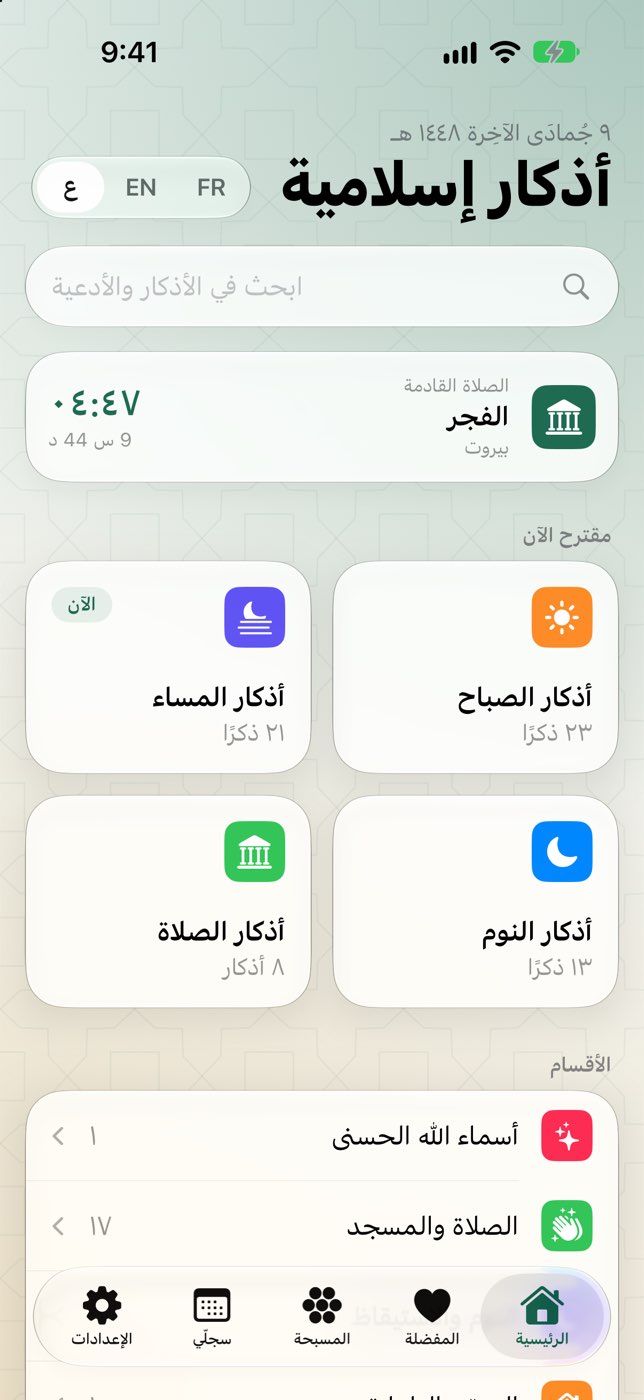 9:41
٩ جُمادَى الآخِرة ١٤٤٨ هـ
أذكار إسلامية
ع EN FR
ابحث في الأذكار والأدعية
الصلاة القادمة
الفجر
بيروت
٠٤:٤٧
9 س 44 د
مقترح الآن
أذكار الصباح
٢٣ ذكرًا
الآن
أذكار المساء
٢١ ذكرًا
أذكار النوم
١٣ ذكرًا
أذكار الصلاة
٨ أذكار
الأقسام
أسماء الله الحسنى ١
الصلاة والمسجد ١٧
الرئيسية
المفضلة
المسبحة
سجلّي
الإعدادات